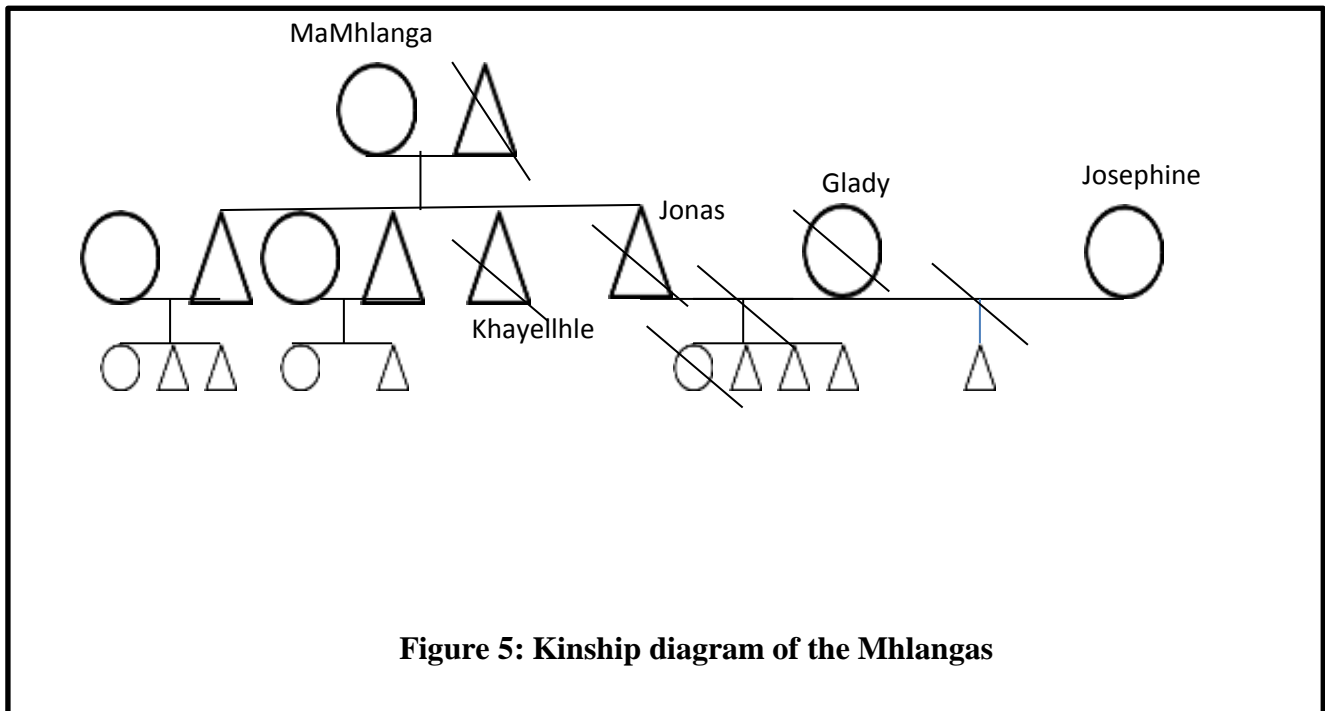 MaMhlanga
Glady
Josephine
Jonas
Khayellhle
Figure 5: Kinship diagram of the Mhlangas